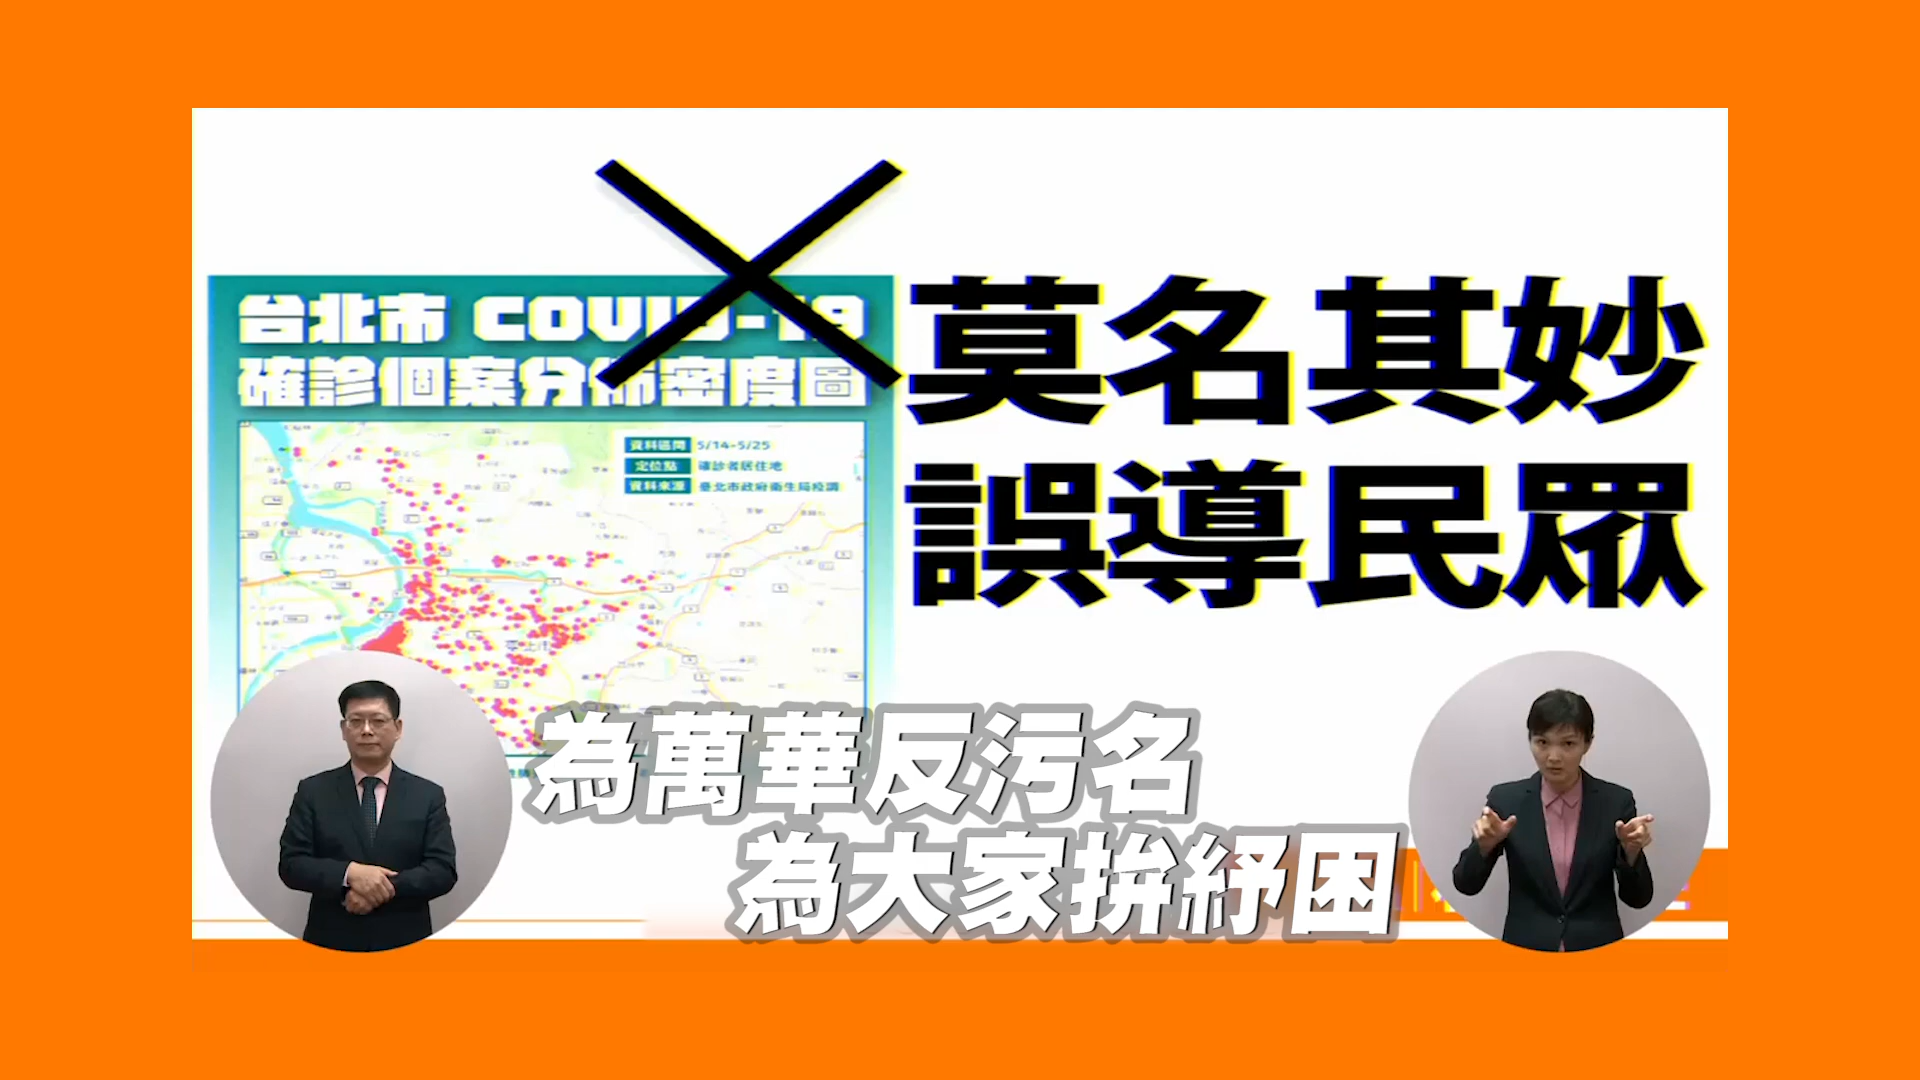 台北市 COVID-19
確診個案分佈密度圖
資料區間 5/14-5/25
定位點 確診者居住地
資料來源 臺北市政府衛生局疫調
莫名其妙
誤導民眾
臺北市
為萬華反污名
為大家拚紓困